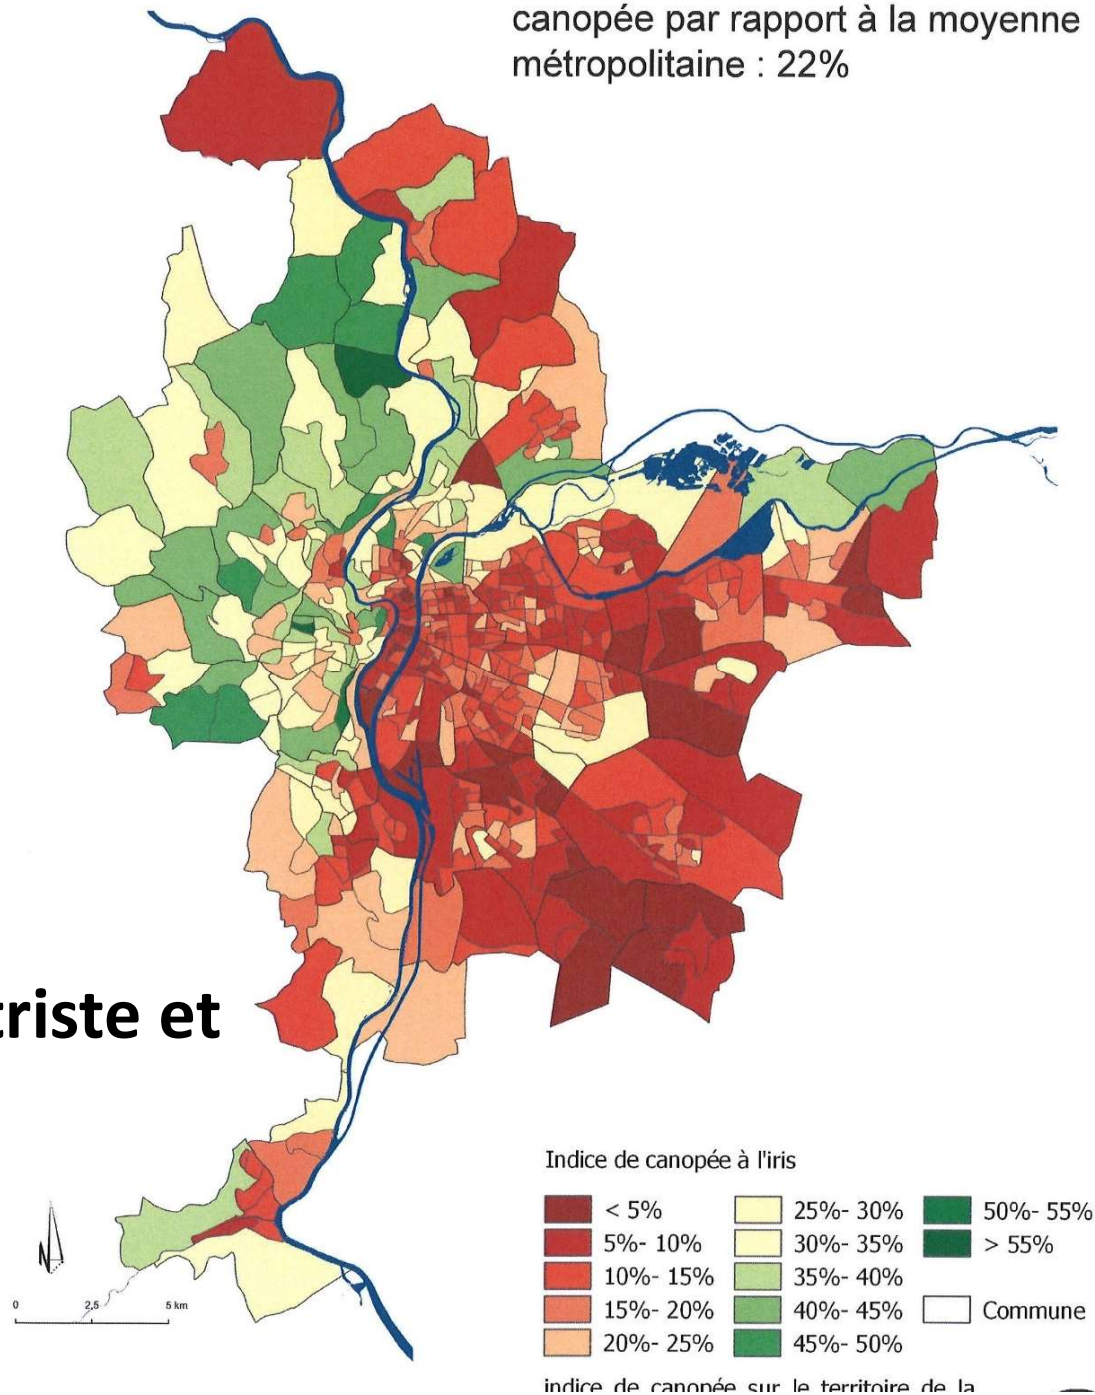 canopée par rapport à la moyenne
métropolitaine : 22%
triste et
Indice de canopée à l'iris
< 5%
5%- 10%
10%- 15%
15%- 20%
20%- 25%
25%- 30%
30%- 35%
35%- 40%
40%- 45%
45%- 50%
50%- 55%
> 55%
Commune
N
0 2,5 5 km
indice de canopée sur le territoire de la